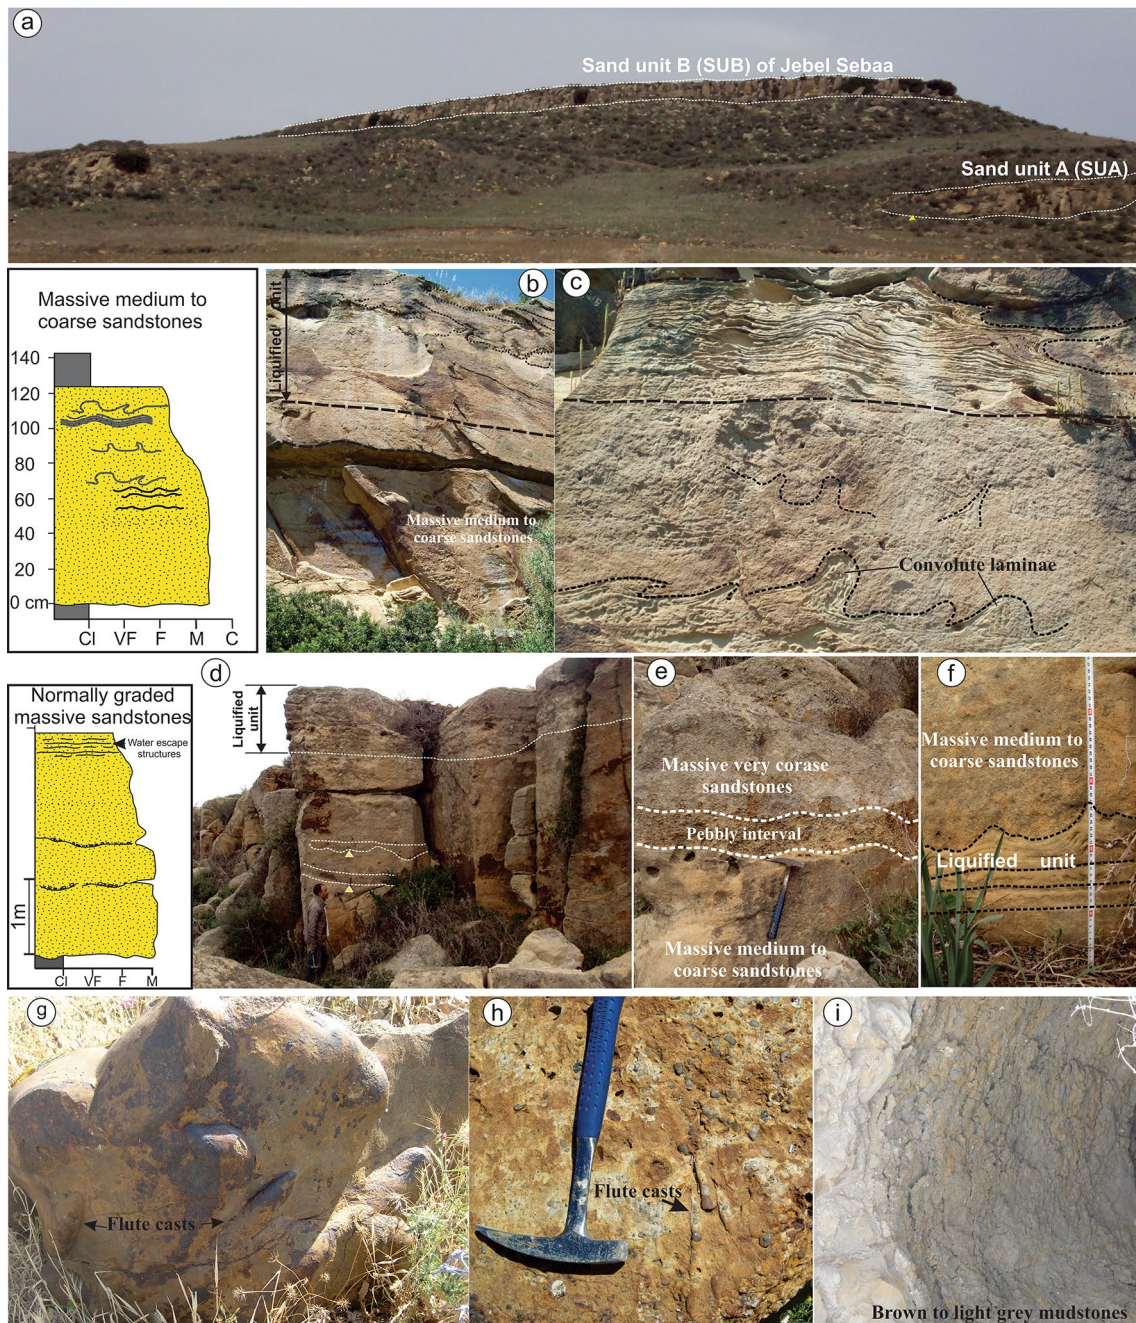 a
Sand unit B (SUB) of Jebel Sebaa
Sand unit A (SUA)
Massive medium to
coarse sandstones
140
120
100
80
60
40
20
0 cm
Cl VF F M C
b
Liquified unit
Massive medium to
coarse sandstones
c
Convolute laminae
Normally graded
massive sandstones
Water escape
structures
1m
Cl VF F M
d
Liquified
unit
e
Massive very corase
sandstones
Pebbly interval
Massive medium to
coarse sandstones
f
Massive medium to
coarse sandstones
Liquified unit
g
Flute casts
h
Flute casts
i
Brown to light grey mudstones